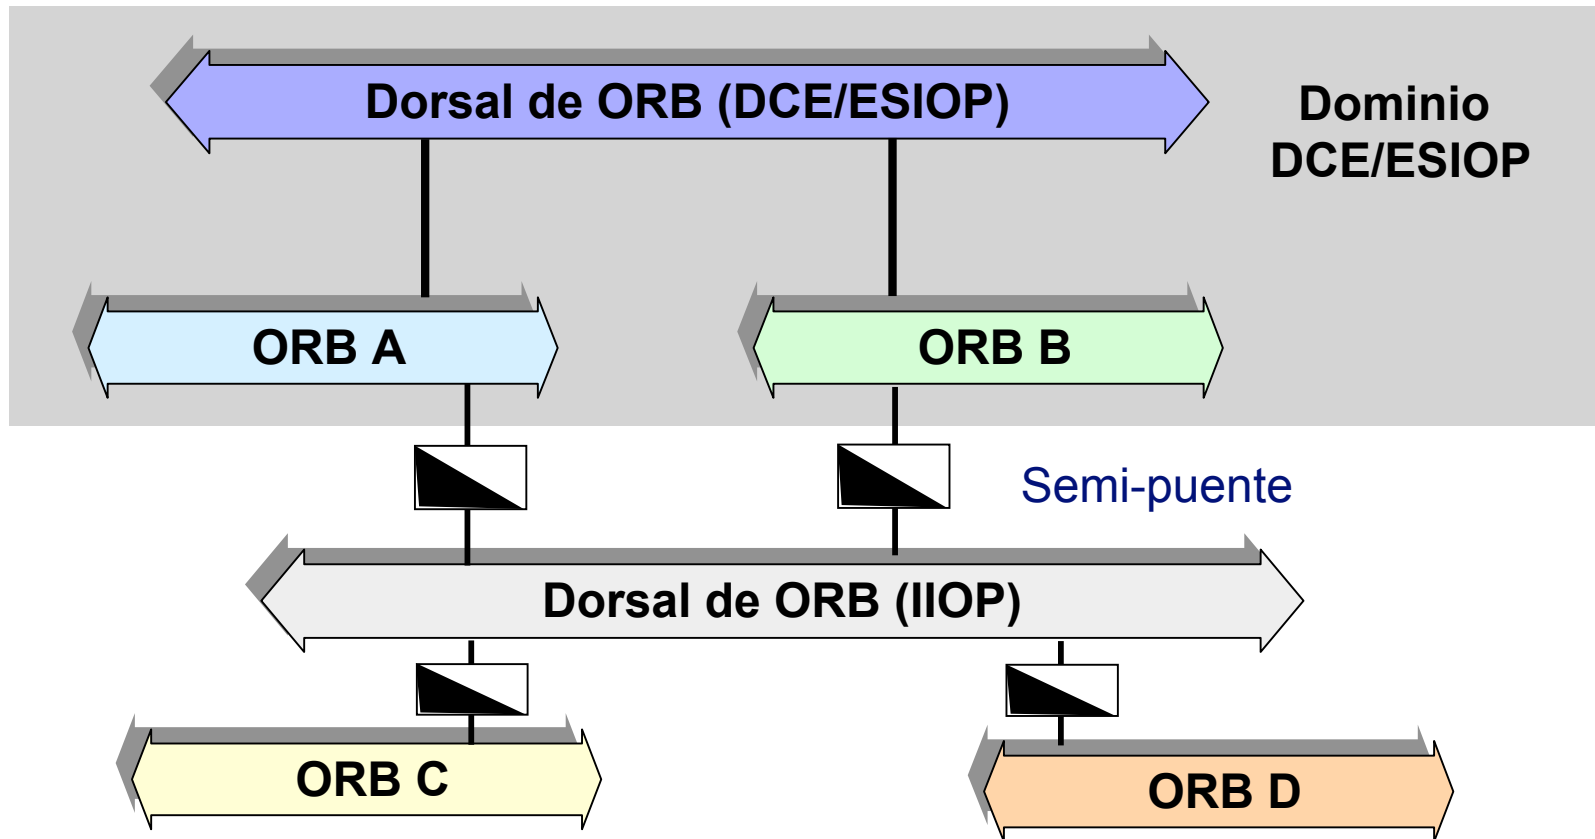 Dorsal de ORB (DCE/ESIOP)
Dominio
DCE/ESIOP
ORB A
ORB B
Semi-puente
Dorsal de ORB (IIOP)
ORB C
ORB D